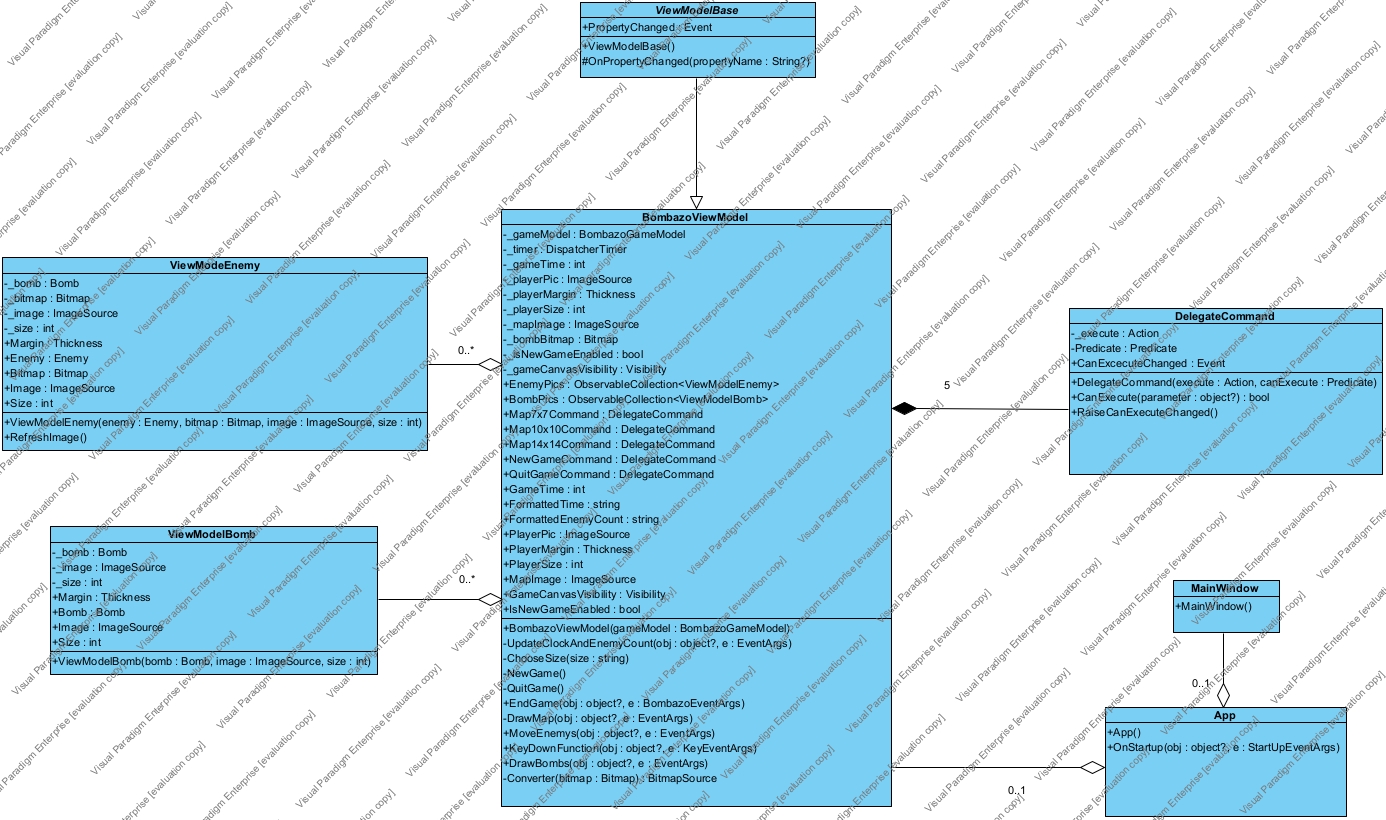 ViewModelBase
+PropertyChanged : Event
+ViewModelBase()
#OnPropertyChanged(propertyName : String?)
BombazoViewModel
-_gameModel : BombazoGameModel
-_timer : DispatcherTimer
-_gameTime : int
-_playerPic : ImageSource
-_playerMargin : Thickness
-_playerSize : int
-_mapImage : ImageSource
-_bombBitmap : Bitmap
-_isNewGameEnabled : bool
-_gameCanvasVisibility : Visibility
+EnemyPics : ObservableCollection<ViewModelEnemy>
+BombPics : ObservableCollection<ViewModelBomb>
+Map7x7Command : DelegateCommand
+Map10x10Command : DelegateCommand
+Map14x14Command : DelegateCommand
+NewGameCommand : DelegateCommand
+QuitGameCommand : DelegateCommand
+GameTime : int
+FormattedTime : string
+FormattedEnemyCount : string
+PlayerPic : ImageSource
+PlayerMargin : Thickness
+PlayerSize : int
+MapImage : ImageSource
+GameCanvasVisibility : Visibility
+IsNewGameEnabled : bool
+BombazoViewModel(gameModel : BombazoGameModel)
-UpdateClockAndEnemyCount(obj : object?, e : EventArgs)
-ChooseSize(size : string)
-NewGame()
-QuitGame()
+EndGame(obj : object?, e : BombazoEventArgs)
-DrawMap(obj : object?, e : EventArgs)
+MoveEnemys(obj : object?, e : EventArgs)
+KeyDownFunction(obj : object?, e : KeyEventArgs)
+DrawBombs(obj : object?, e : EventArgs)
-Converter(bitmap : Bitmap) : BitmapSource
ViewModeEnemy
-_bomb : Bomb
-_bitmap : Bitmap
-_image : ImageSource
-_size : int
+Margin : Thickness
+Enemy : Enemy
+Bitmap : Bitmap
+Image : ImageSource
+Size : int
+ViewModelEnemy(enemy : Enemy, bitmap : Bitmap, image : ImageSource, size : int)
+RefreshImage()
0..*
ViewModelBomb
-_bomb : Bomb
-_image : ImageSource
-_size : int
+Margin : Thickness
+Bomb : Bomb
+Image : ImageSource
+Size : int
+ViewModelBomb(bomb : Bomb, image : ImageSource, size : int)
0..*
5
DelegateCommand
-_execute : Action
-Predicate : Predicate
+CanExcecuteChanged : Event
+DelegateCommand(execute : Action, canExecute : Predicate)
+CanExecute(parameter : object?) : bool
+RaiseCanExecuteChanged()
MainWindow
+MainWindow()
0..1
App
+App()
+OnStartup(obj : object?, e : StartUpEventArgs)
0..1
Visual Paradigm Enterprise [evaluation copy]